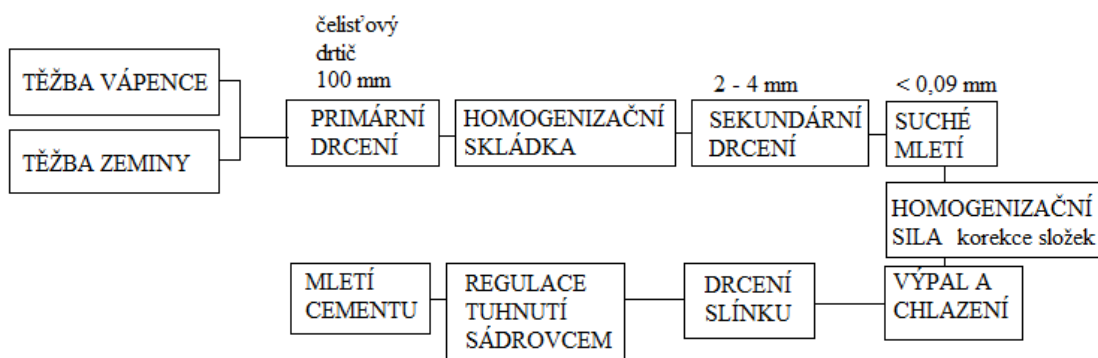 TĚŽBA VÁPENCE
TĚŽBA ZEMINY
čelisťový
drtič
100 mm
PRIMÁRNÍ
DRCENÍ
HOMOGENIZAČNÍ
SKLÁDKA
2 - 4 mm
SEKUNDÁRNÍ
DRCENÍ
< 0,09 mm
SUCHÉ
MLETÍ
HOMOGENIZAČNÍ
SILA korekce složek
VÝPAL A
CHLAZENÍ
DRCENÍ
SLÍNKU
REGULACE
TUHNUTÍ
SÁDROVCEM
MLETÍ
CEMENTU